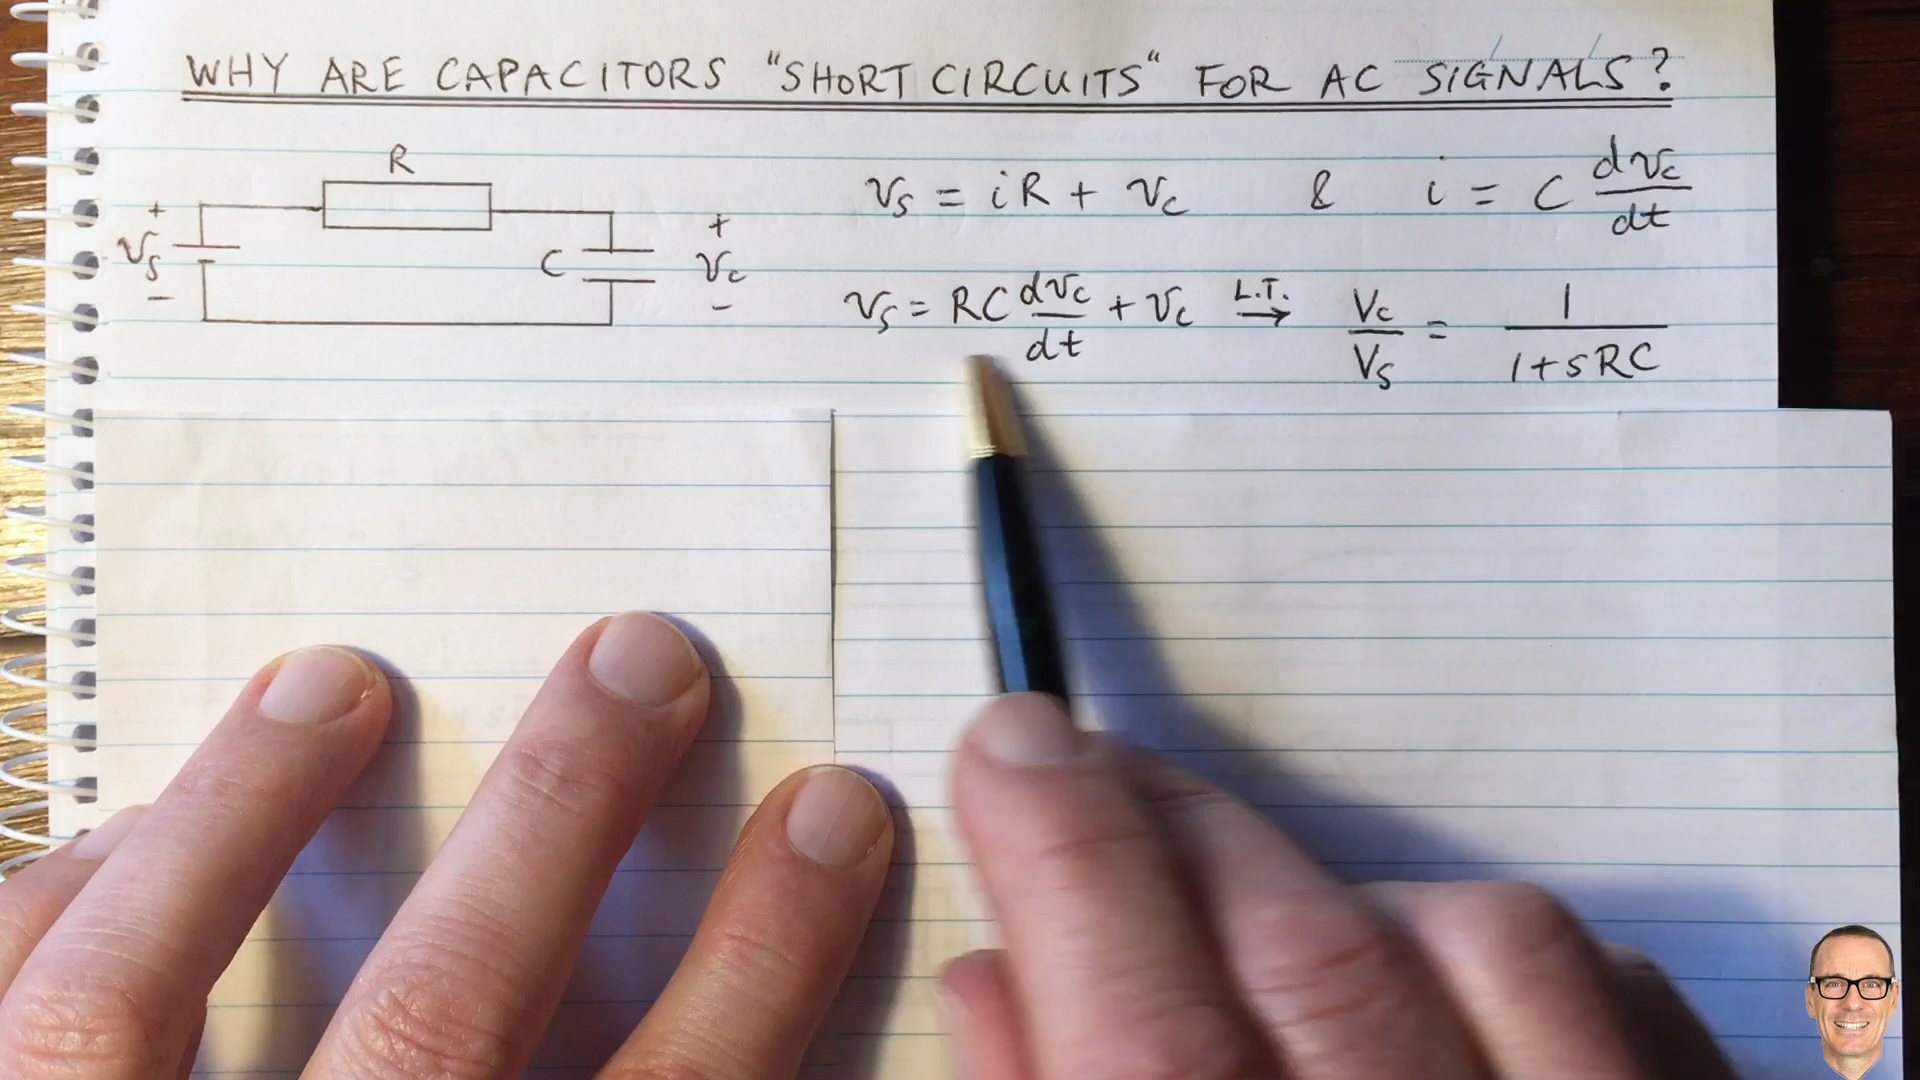 WHY ARE CAPACITORS "SHORT CIRCUITS" FOR AC SIGNALS?
R
+
vs
−
C
+
vc
−
vs = iR + vc & i = C dvc/dt
vs = RC dvc/dt + vc L.T. → Vc/Vs = 1/(1+sRC)